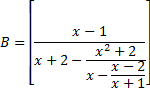 B = [ (x − 1) / (x + 2 − (x² + 2) / (x − (x − 2) / (x + 1))) ]